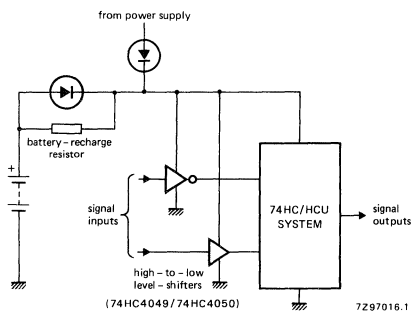 from power supply
battery-recharge
resistor
+
signal
inputs
74HC/HCU
SYSTEM
signal
outputs
high-to-low
level-shifters
(74HC4049/74HC4050)
7Z97016.1